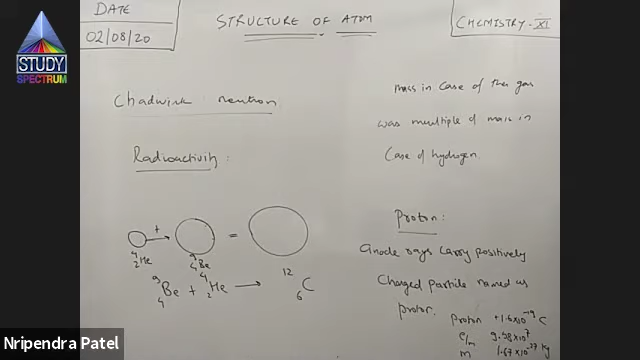 DATE
02/08/20
STRUCTURE OF ATOM
CHEMISTRY-XI
STUDY
SPECTRUM
Chadwick neutron
Radioactivity:
+
=
4 2 He
9 4 Be
9 4 Be + 4 2 He → 12 6 C
mass in case of the gas
was multiple of mass in
Case of hydrogen
Proton:
Anode rays carry positively
Charged particle named as
proton.
proton +1.6×10⁻¹⁹ C
e/m 9.58×10⁷
m 1.67×10⁻²⁷ kg
Nripendra Patel